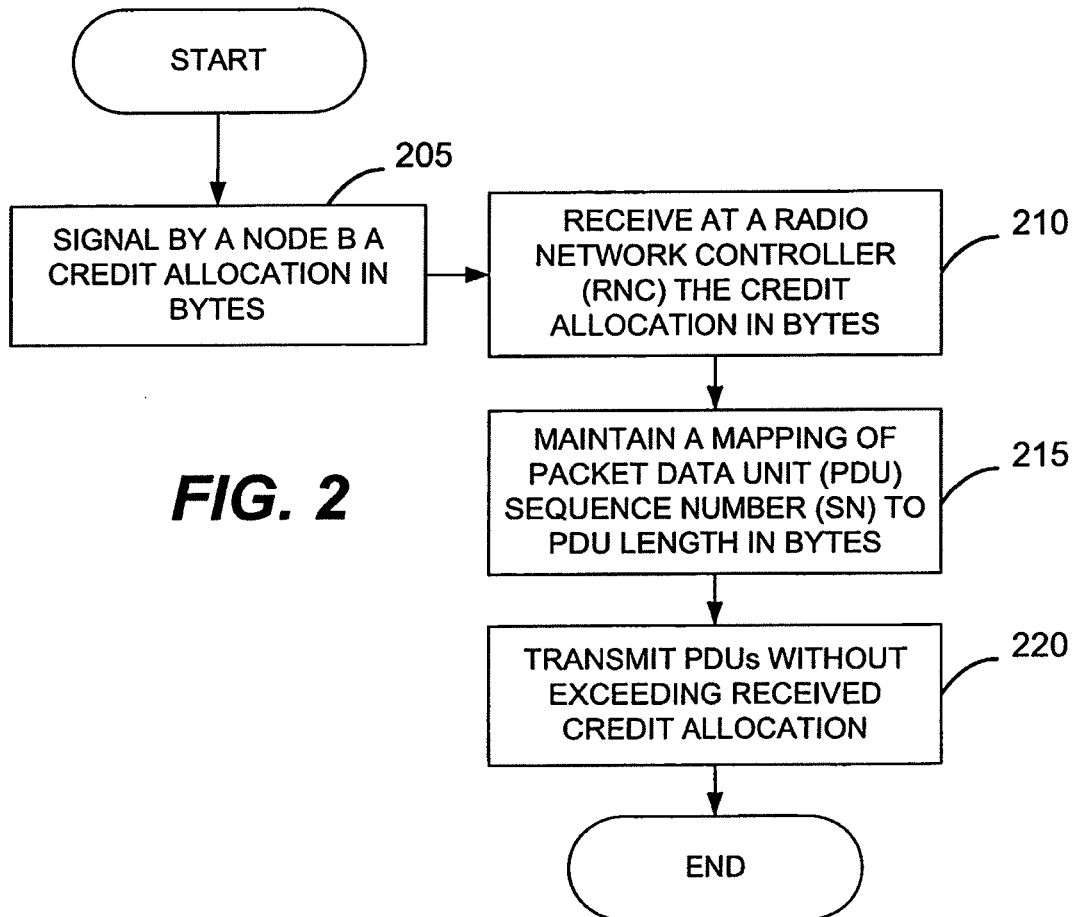 START
205
SIGNAL BY A NODE B A
CREDIT ALLOCATION IN
BYTES
RECEIVE AT A RADIO
NETWORK CONTROLLER
(RNC) THE CREDIT
ALLOCATION IN BYTES
210
MAINTAIN A MAPPING OF
PACKET DATA UNIT (PDU)
SEQUENCE NUMBER (SN) TO
PDU LENGTH IN BYTES
215
FIG. 2
TRANSMIT PDUs WITHOUT
EXCEEDING RECEIVED
CREDIT ALLOCATION
220
END